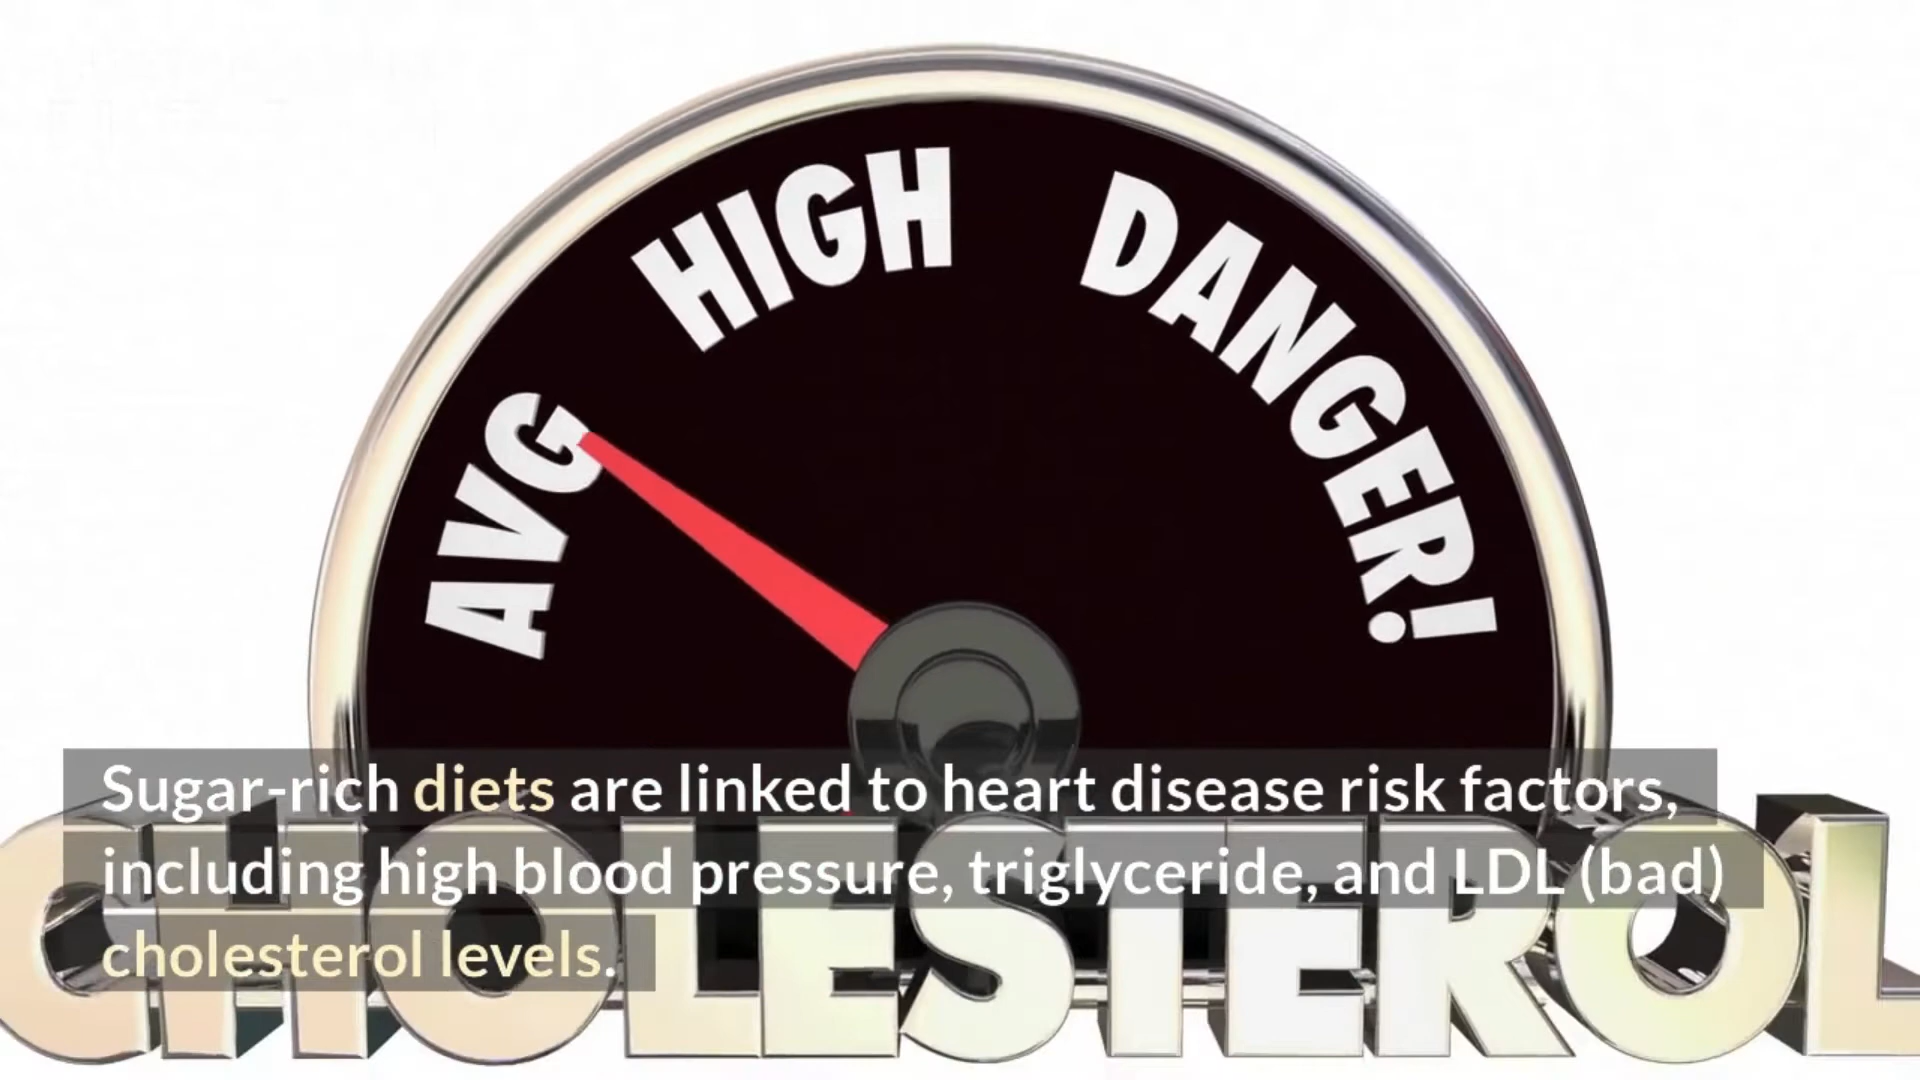 AVG
HIGH
DANGER!
Sugar-rich diets are linked to heart disease risk factors,
including high blood pressure, triglyceride, and LDL (bad)
cholesterol levels.
CHOLESTEROL